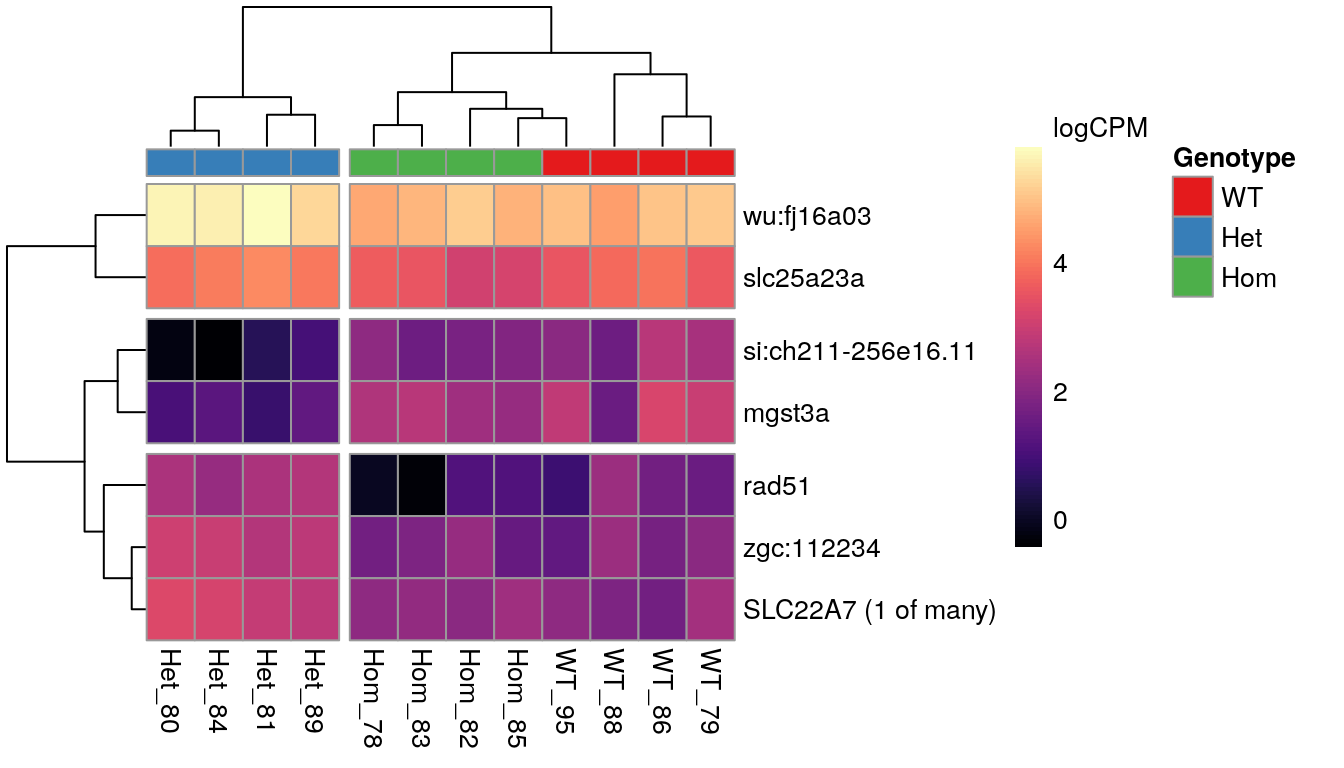 logCPM
4
2
0
Genotype
WT
Het
Hom
wu:fj16a03
slc25a23a
si:ch211-256e16.11
mgst3a
rad51
zgc:112234
SLC22A7 (1 of many)
Het_80
Het_84
Het_81
Het_89
Hom_78
Hom_83
Hom_82
Hom_85
WT_95
WT_88
WT_86
WT_79